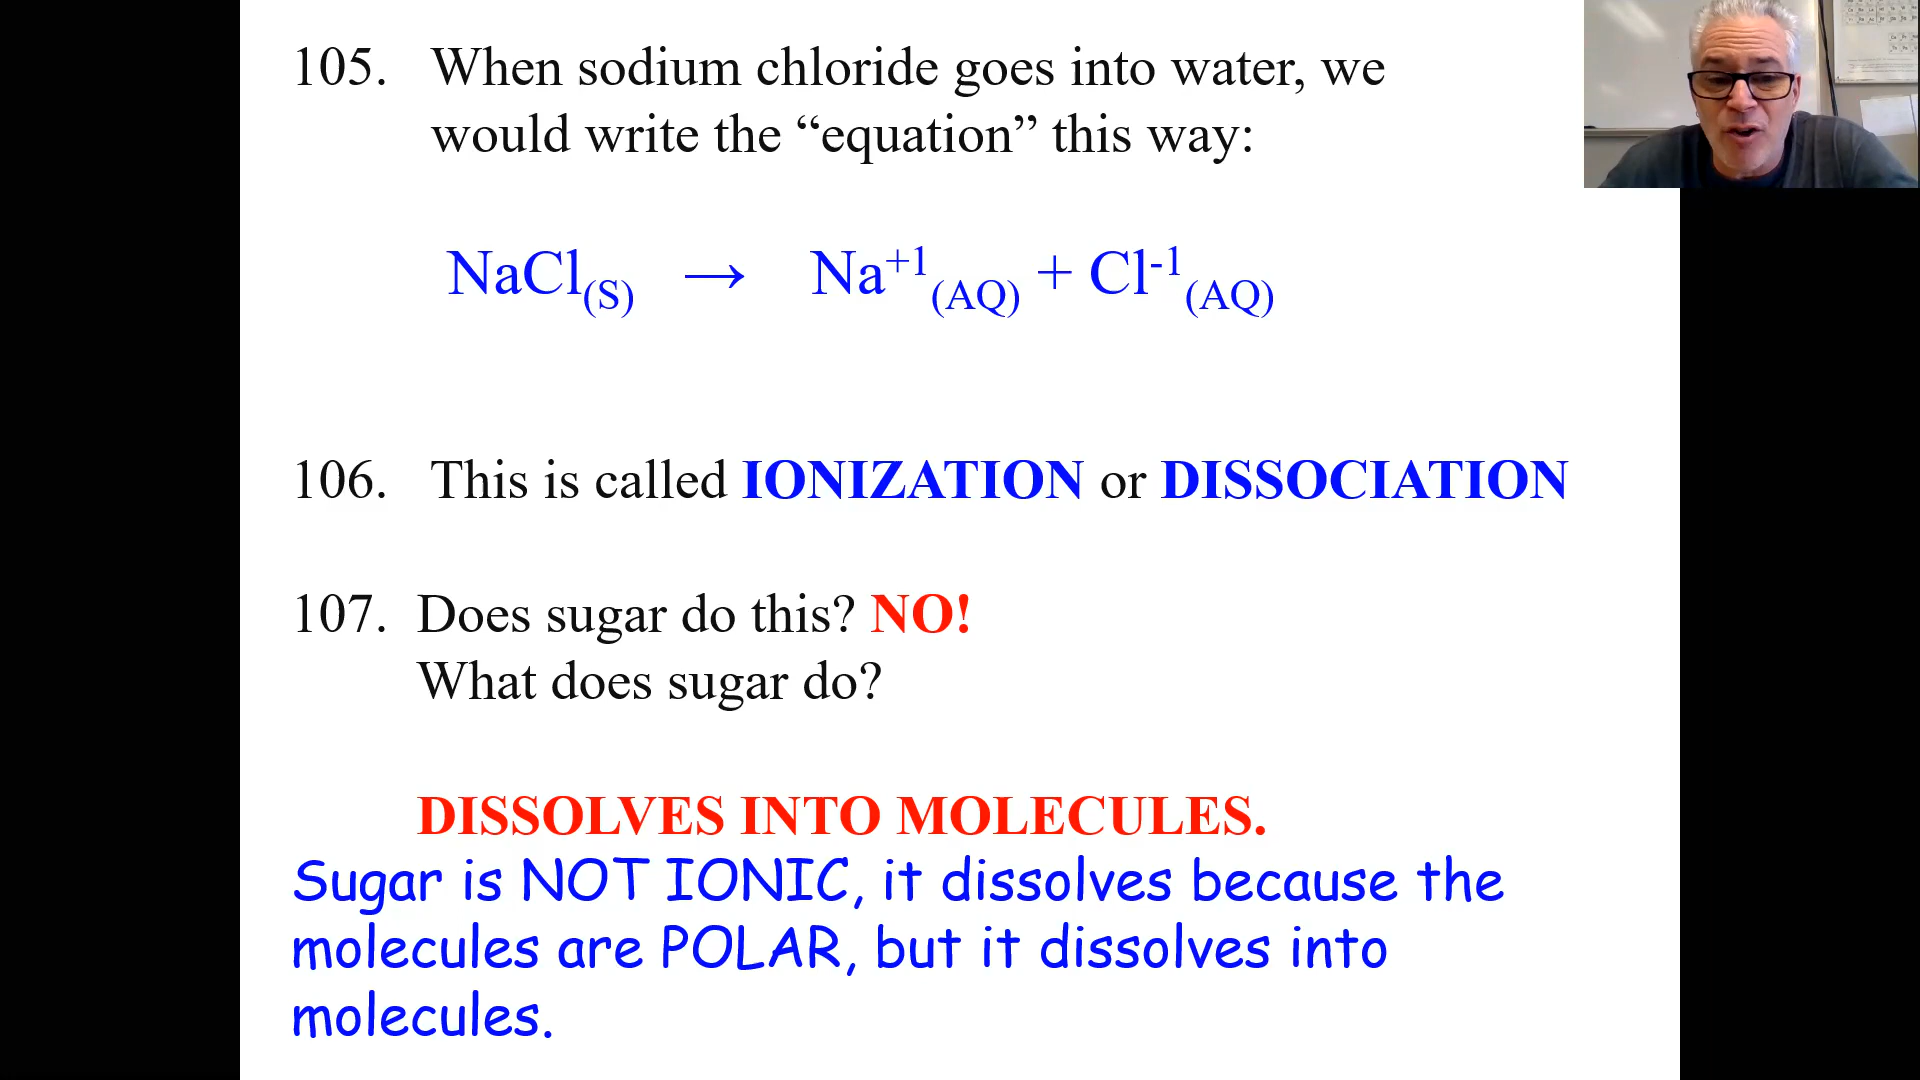 105. When sodium chloride goes into water, we
would write the “equation” this way:
NaCl(S) → Na+1(AQ) + Cl-1(AQ)
106. This is called IONIZATION or DISSOCIATION
107. Does sugar do this? NO!
What does sugar do?
DISSOLVES INTO MOLECULES.
Sugar is NOT IONIC, it dissolves because the
molecules are POLAR, but it dissolves into
molecules.